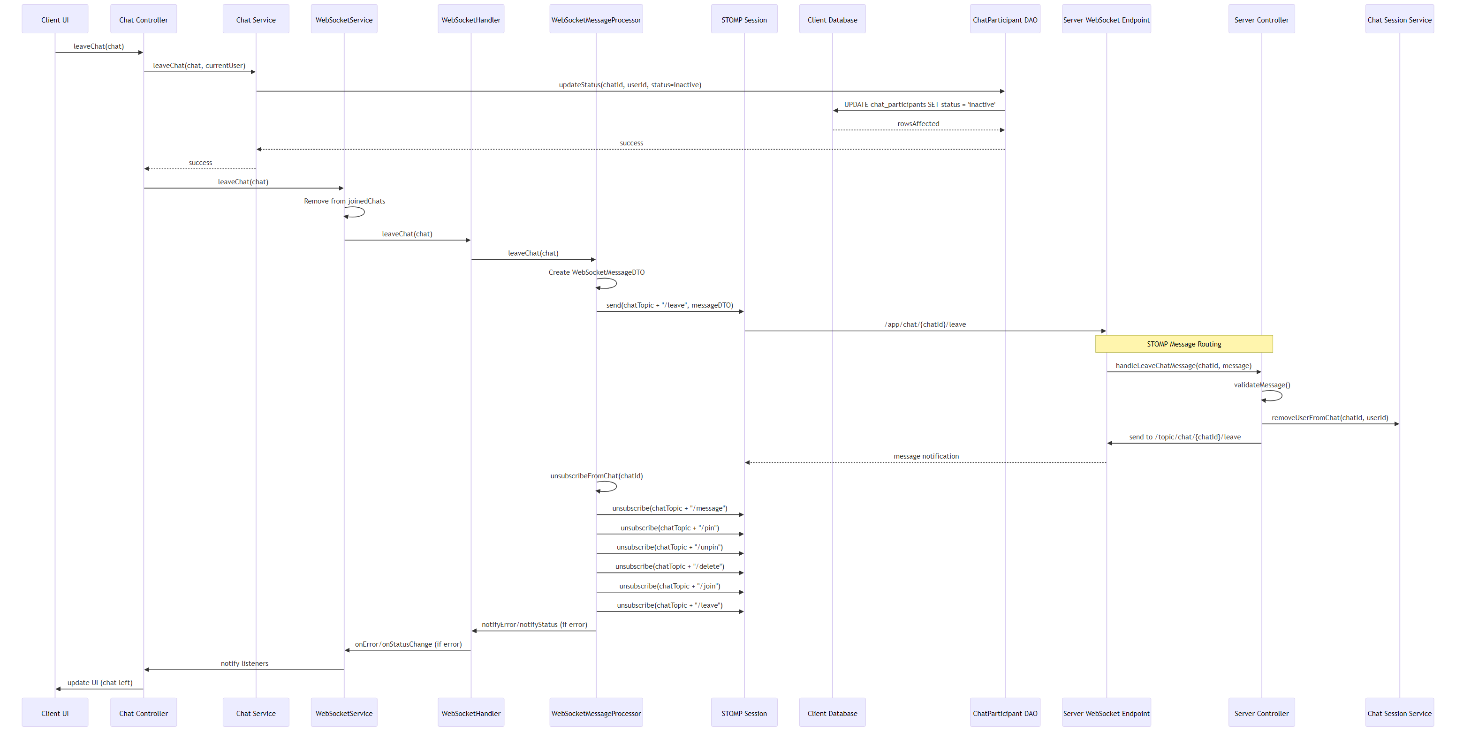 Client UI
Chat Controller
Chat Service
WebSocketService
WebSocketHandler
WebSocketMessageProcessor
STOMP Session
Client Database
ChatParticipant DAO
Server WebSocket Endpoint
Server Controller
Chat Session Service
leaveChat(chat)
leaveChat(chat, currentUser)
updateStatus(chatId, userId, status=inactive)
UPDATE chat_participants SET status = 'inactive'
rowsAffected
success
success
leaveChat(chat)
Remove from joinedChats
leaveChat(chat)
leaveChat(chat)
Create WebSocketMessageDTO
send(chatTopic + "/leave", messageDTO)
/app/chat/{chatId}/leave
STOMP Message Routing
handleLeaveChatMessage(chatId, message)
validateMessage()
removeUserFromChat(chatId, userId)
send to /topic/chat/{chatId}/leave
message notification
unsubscribeFromChat(chatId)
unsubscribe(chatTopic + "/message")
unsubscribe(chatTopic + "/pin")
unsubscribe(chatTopic + "/unpin")
unsubscribe(chatTopic + "/delete")
unsubscribe(chatTopic + "/join")
unsubscribe(chatTopic + "/leave")
notifyError/notifyStatus (if error)
onError/onStatusChange (if error)
notify listeners
update UI (chat left)
Client UI
Chat Controller
Chat Service
WebSocketService
WebSocketHandler
WebSocketMessageProcessor
STOMP Session
Client Database
ChatParticipant DAO
Server WebSocket Endpoint
Server Controller
Chat Session Service